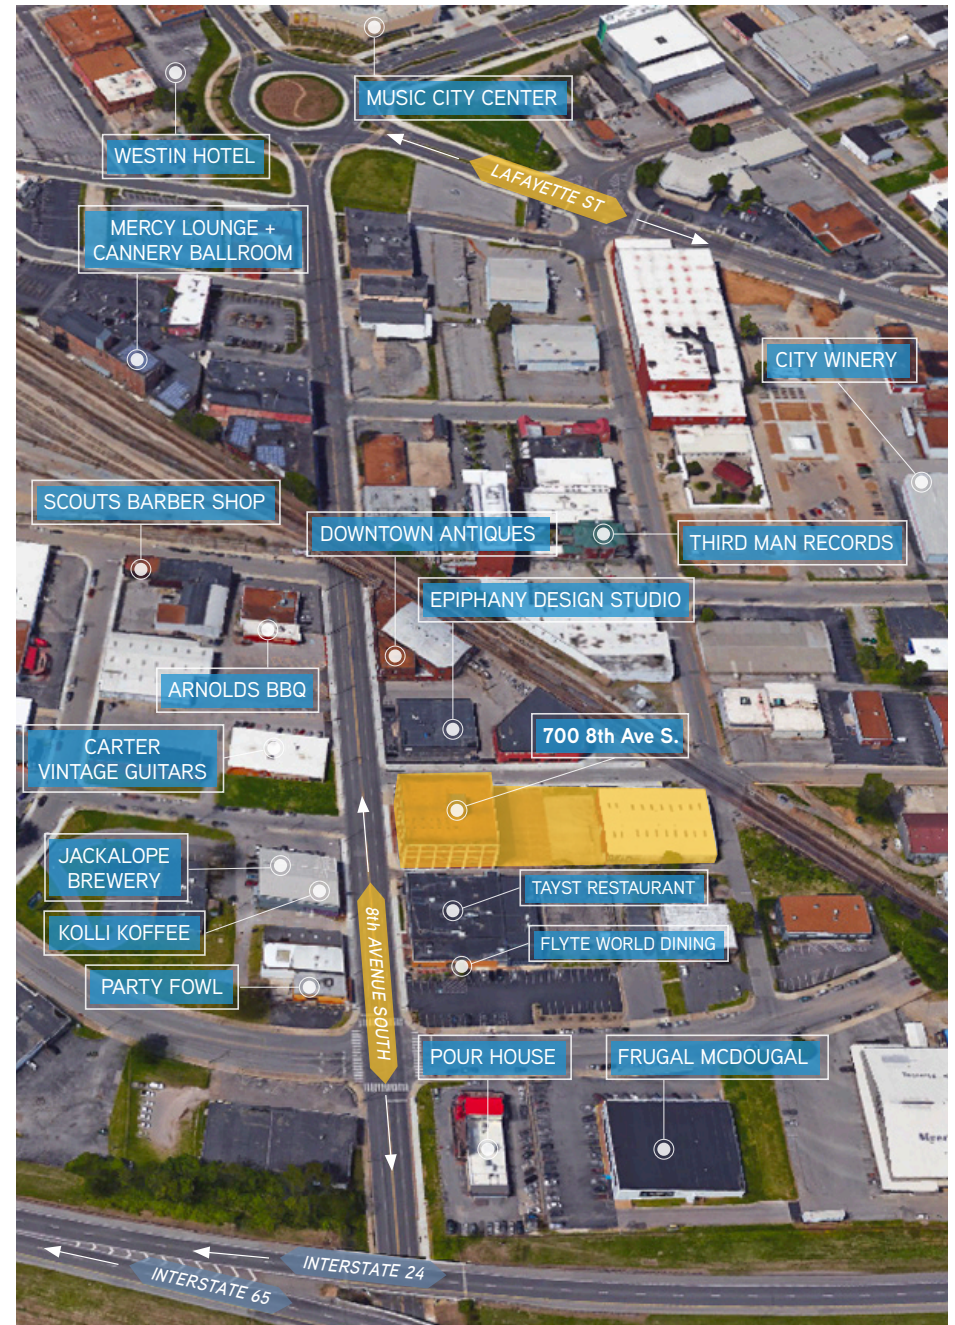 MUSIC CITY CENTER
WESTIN HOTEL
LAFAYETTE ST
MERCY LOUNGE +
CANNERY BALLROOM
CITY WINERY
SCOUTS BARBER SHOP
DOWNTOWN ANTIQUES
THIRD MAN RECORDS
EPIPHANY DESIGN STUDIO
ARNOLDS BBQ
700 8th Ave S.
CARTER
VINTAGE GUITARS
JACKALOPE
BREWERY
TAYST RESTAURANT
KOLLI KOFFEE
FLYTE WORLD DINING
PARTY FOWL
8th AVENUE SOUTH
POUR HOUSE
FRUGAL MCDOUGAL
INTERSTATE 24
INTERSTATE 65